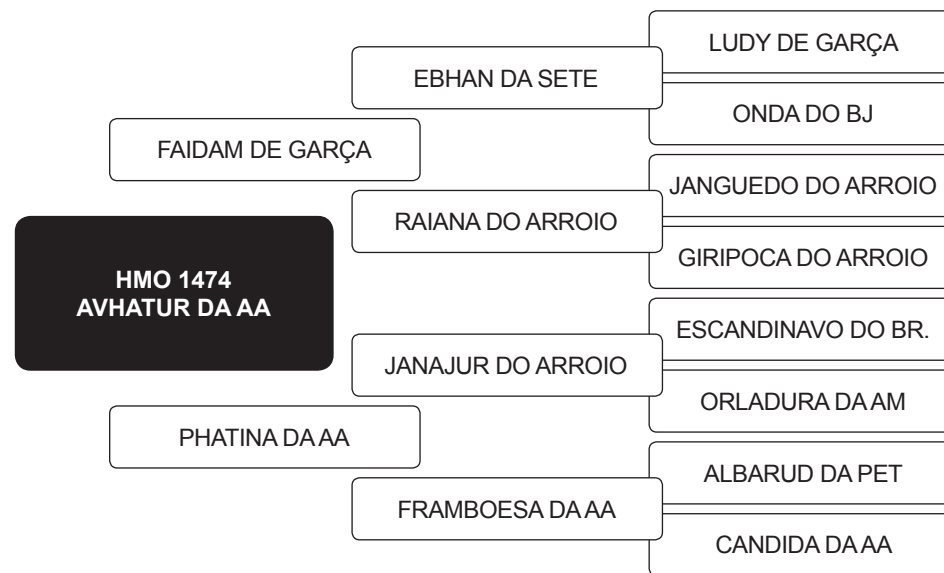 LUDY DE GARÇA
EBHAN DA SETE
ONDA DO BJ
FAIDAM DE GARÇA
JANGUEDO DO ARROIO
RAIANA DO ARROIO
GIRIPOCA DO ARROIO
HMO 1474
AVHATUR DA AA
ESCANDINAVO DO BR.
JANAJUR DO ARROIO
ORLADURA DA AM
PHATINA DA AA
ALBARUD DA PET
FRAMBOESA DA AA
CANDIDA DA AA